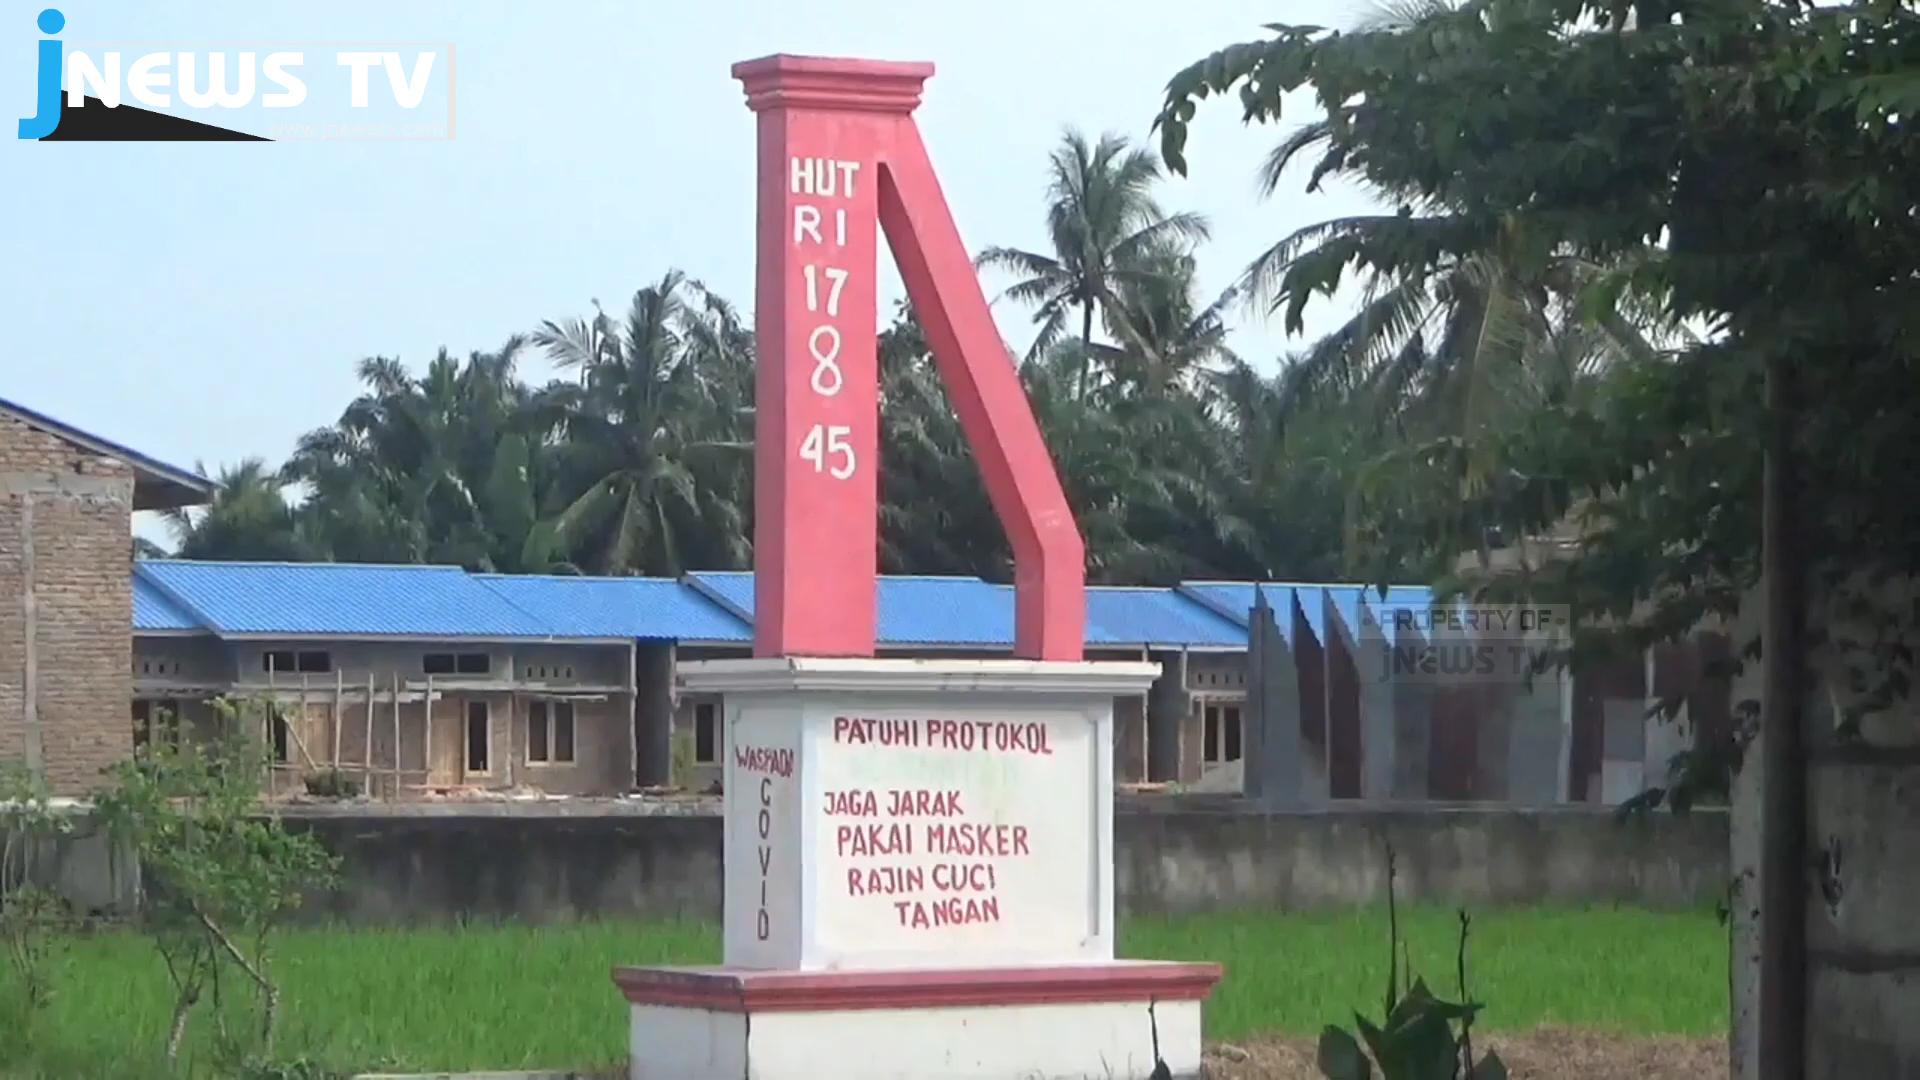 jNEWS TV
HUT
RI
17
8
45
PROPERTY OF
jNEWS TV
PATUHI PROTOKOL
WASPADA
COVID
JAGA JARAK
PAKAI MASKER
RAJIN CUCI
TANGAN